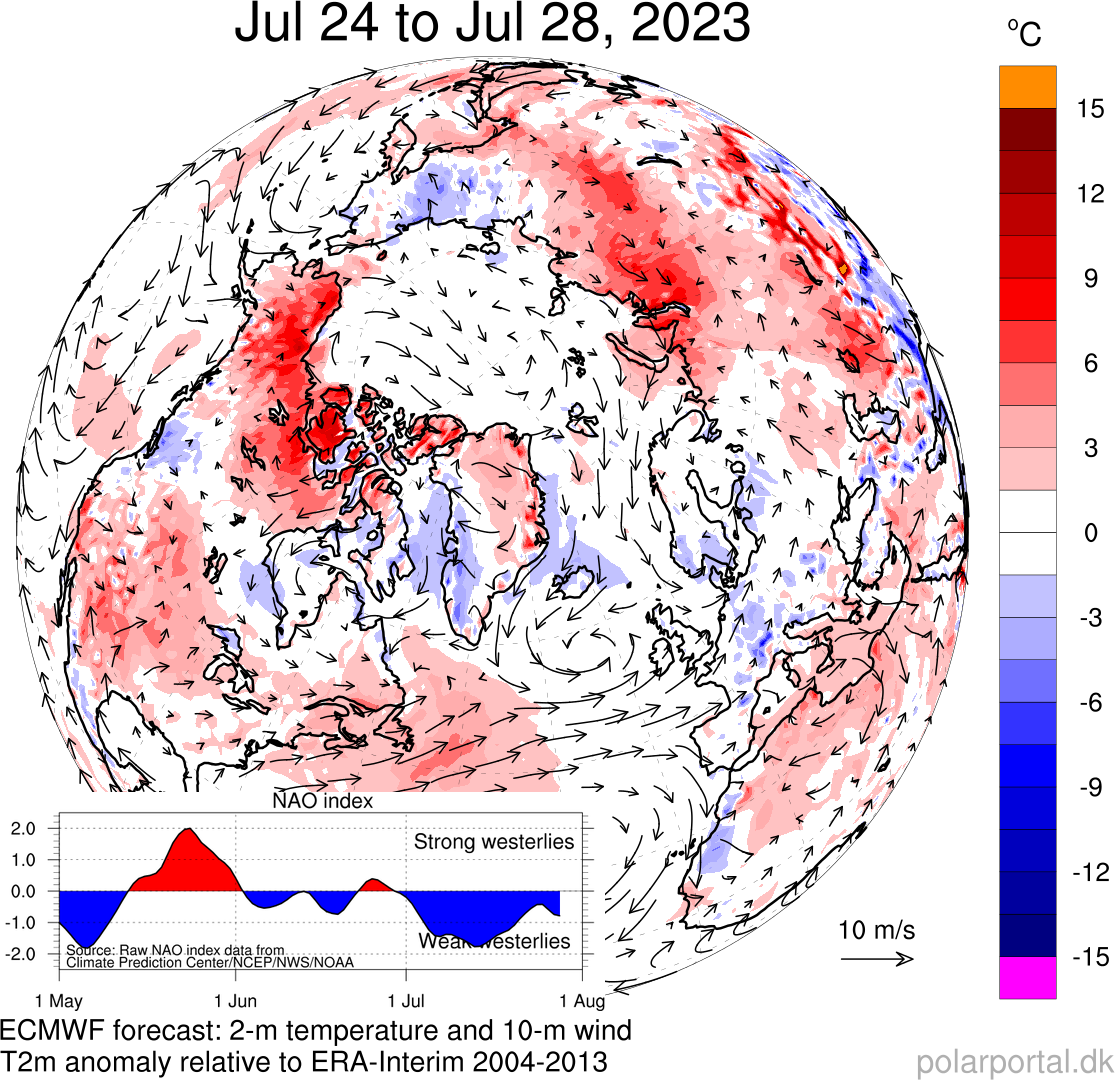 Jul 24 to Jul 28, 2023
ºC
15
12
9
6
3
0
-3
-6
-9
-12
-15
10 m/s
NAO index
2.0
1.0
0.0
-1.0
-2.0
Strong westerlies
Weak westerlies
Source: Raw NAO index data from
Climate Prediction Center/NCEP/NWS/NOAA
1 May
1 Jun
1 Jul
1 Aug
ECMWF forecast: 2-m temperature and 10-m wind
T2m anomaly relative to ERA-Interim 2004-2013
polarportal.dk